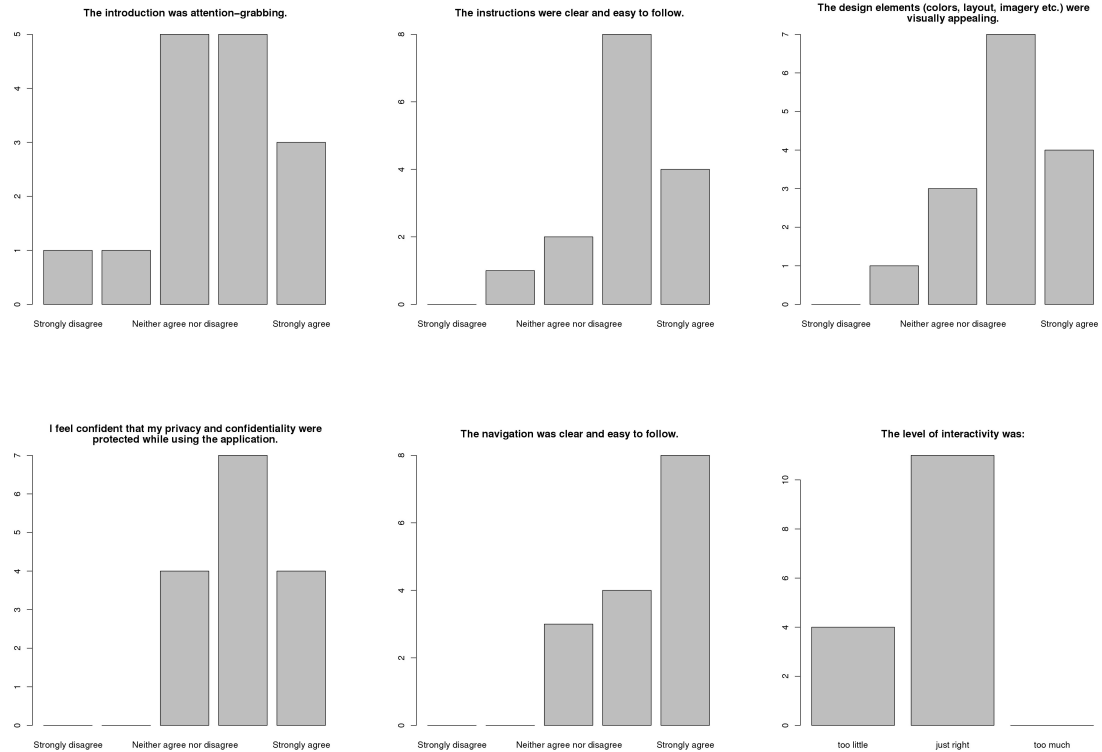 The introduction was attention–grabbing.
5
4
3
2
1
0
Strongly disagree
Neither agree nor disagree
Strongly agree
The instructions were clear and easy to follow.
8
6
4
2
0
Strongly disagree
Neither agree nor disagree
Strongly agree
The design elements (colors, layout, imagery etc.) were
visually appealing.
7
6
5
4
3
2
1
0
Strongly disagree
Neither agree nor disagree
Strongly agree
I feel confident that my privacy and confidentiality were
protected while using the application.
7
6
5
4
3
2
1
0
Strongly disagree
Neither agree nor disagree
Strongly agree
The navigation was clear and easy to follow.
8
6
4
2
0
Strongly disagree
Neither agree nor disagree
Strongly agree
The level of interactivity was:
10
8
6
4
2
0
too little
just right
too much